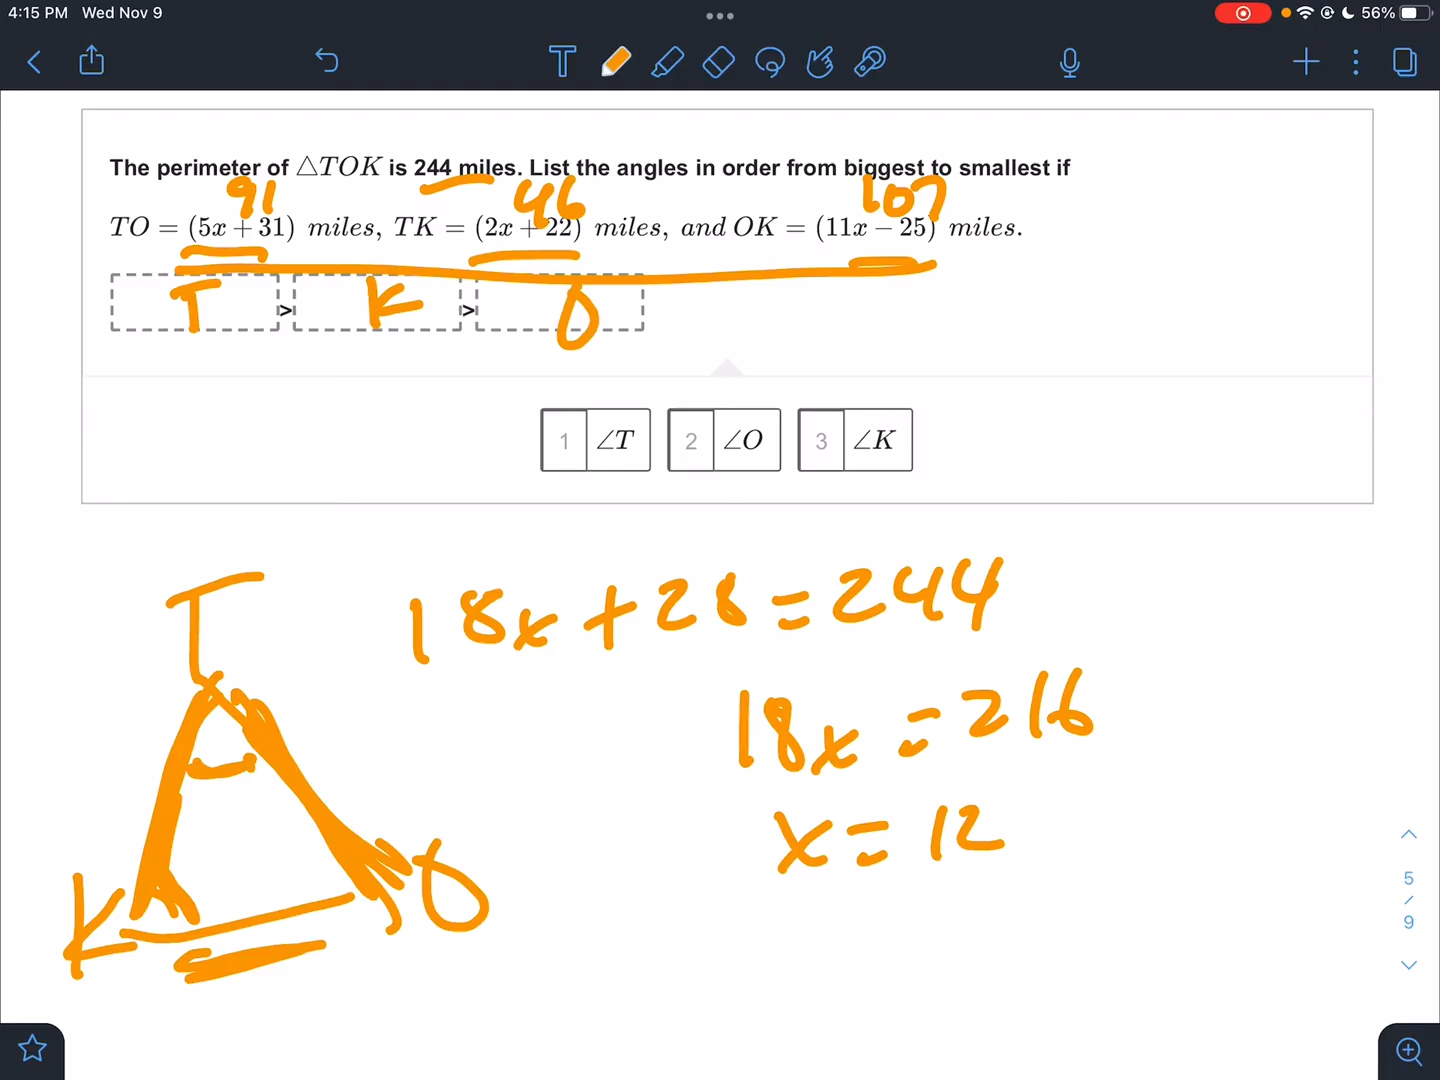 4:15 PM Wed Nov 9
56%
The perimeter of △TOK is 244 miles. List the angles in order from biggest to smallest if
91 46 107
TO = (5x + 31) miles, TK = (2x + 22) miles, and OK = (11x − 25) miles.
T > K > O
1 ∠T 2 ∠O 3 ∠K
T
18x + 28 = 244
18x = 216
x = 12
K O
5
/
9